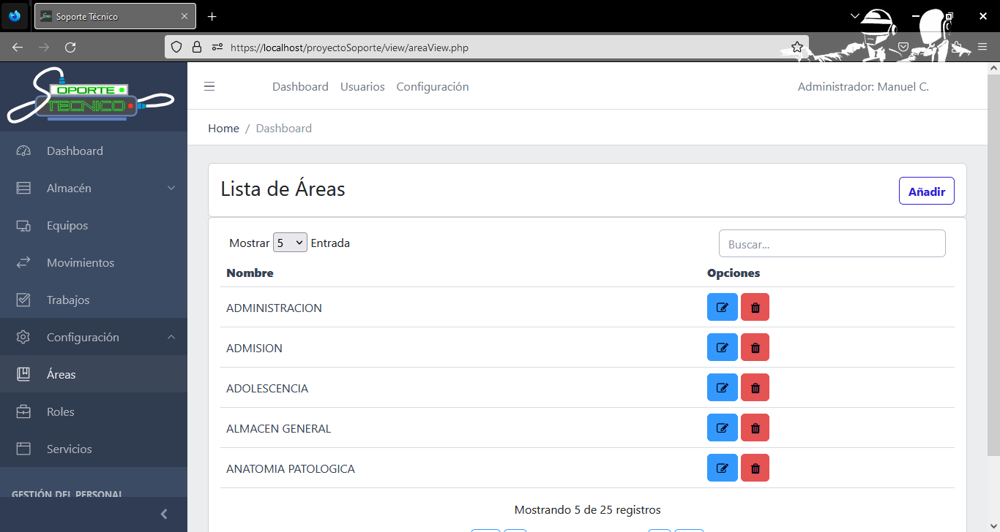 Soporte Técnico
https://localhost/proyectoSoporte/view/areaView.php
OPORTE
TECNICO
Dashboard Usuarios Configuración Administrador: Manuel C.
Home / Dashboard
Dashboard
Almacén
Equipos
Movimientos
Trabajos
Configuración
Áreas
Roles
Servicios
GESTIÓN DEL PERSONAL
Lista de Áreas
Añadir
Mostrar 5 Entrada
Buscar...
Nombre Opciones
ADMINISTRACION
ADMISION
ADOLESCENCIA
ALMACEN GENERAL
ANATOMIA PATOLOGICA
Mostrando 5 de 25 registros